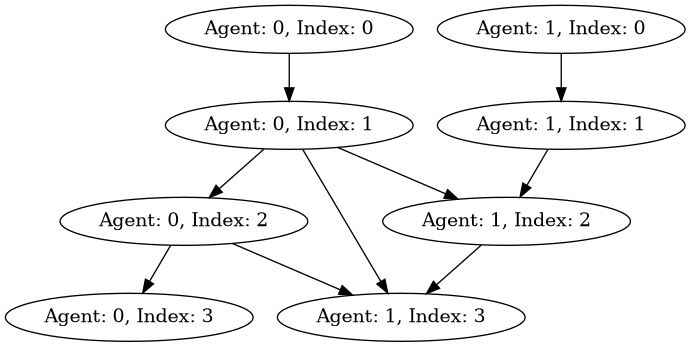 Agent: 0, Index: 0
Agent: 1, Index: 0
Agent: 0, Index: 1
Agent: 1, Index: 1
Agent: 0, Index: 2
Agent: 1, Index: 2
Agent: 0, Index: 3
Agent: 1, Index: 3